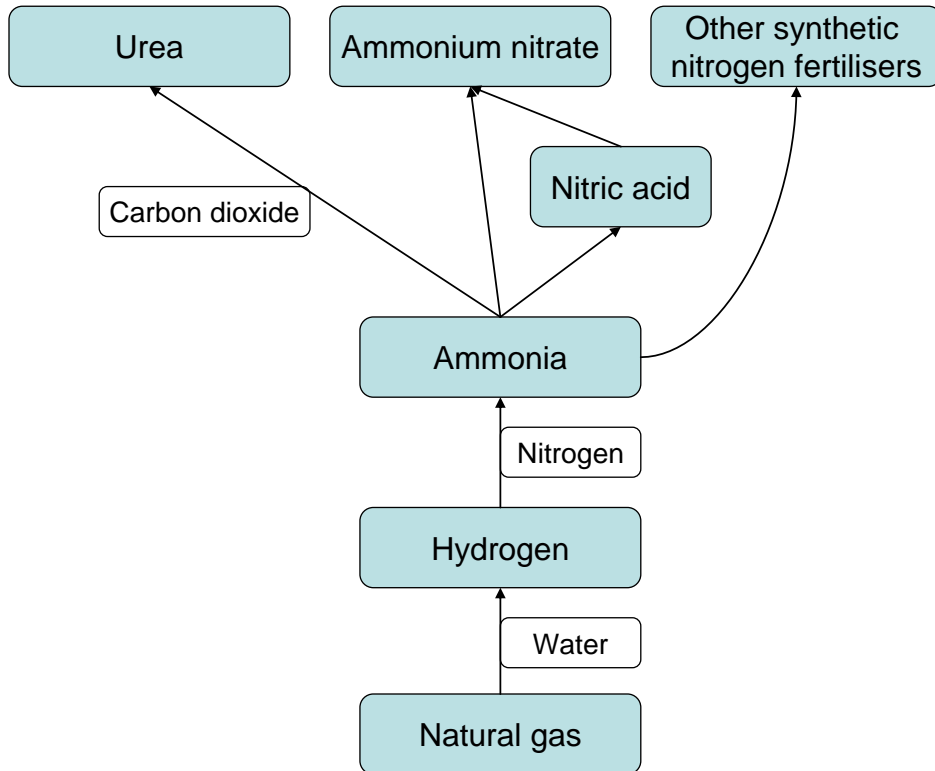 Urea
Ammonium nitrate
Other synthetic
nitrogen fertilisers
Nitric acid
Carbon dioxide
Ammonia
Nitrogen
Hydrogen
Water
Natural gas